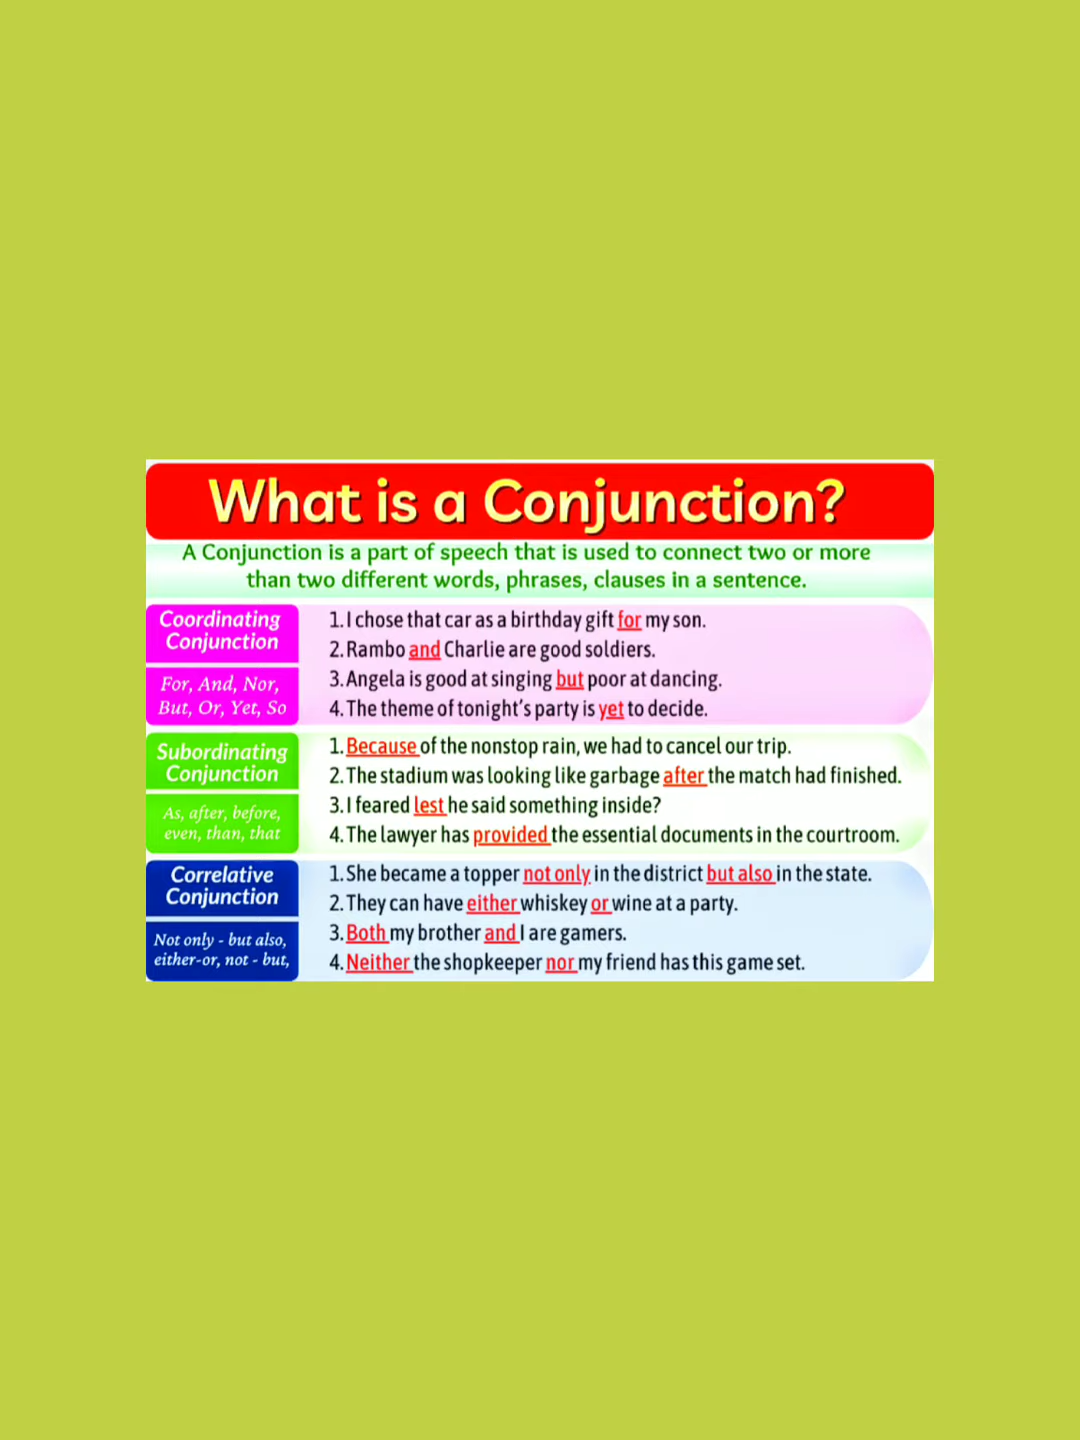 What is a Conjunction?
A Conjunction is a part of speech that is used to connect two or more
than two different words, phrases, clauses in a sentence.
Coordinating
Conjunction
For, And, Nor,
But, Or, Yet, So
1. I chose that car as a birthday gift for my son.
2. Rambo and Charlie are good soldiers.
3. Angela is good at singing but poor at dancing.
4. The theme of tonight's party is yet to decide.
Subordinating
Conjunction
As, after, before,
even, than, that
1. Because of the nonstop rain, we had to cancel our trip.
2. The stadium was looking like garbage after the match had finished.
3. I feared lest he said something inside?
4. The lawyer has provided the essential documents in the courtroom.
Correlative
Conjunction
Not only - but also,
either-or, not - but,
1. She became a topper not only in the district but also in the state.
2. They can have either whiskey or wine at a party.
3. Both my brother and I are gamers.
4. Neither the shopkeeper nor my friend has this game set.